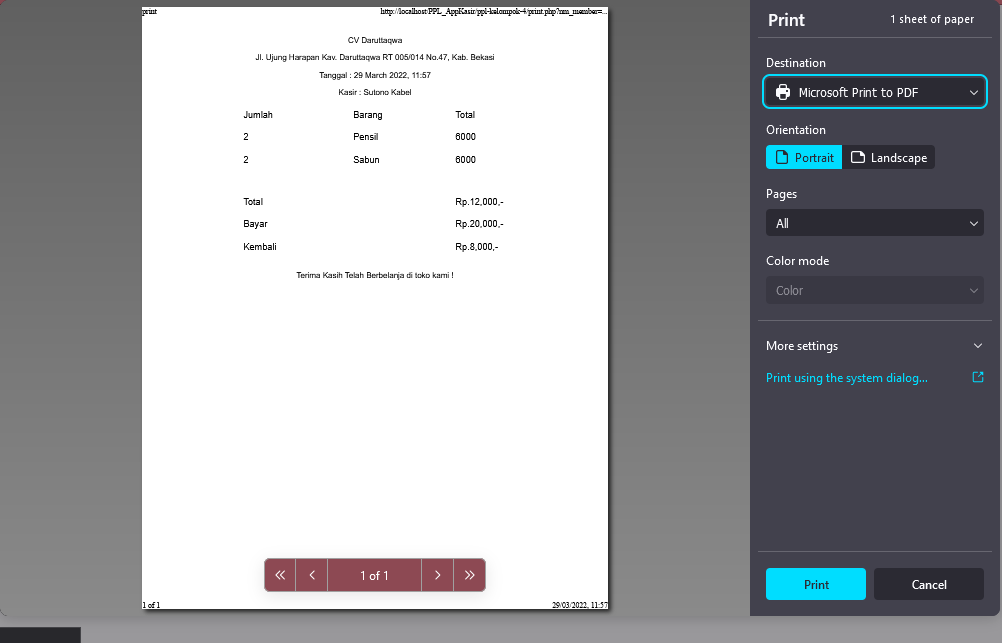 print http://localhost/PPL_AppKasir/ppl-kelompok-4/print.php?nm_member=...
CV Daruttaqwa
Jl. Ujung Harapan Kav. Daruttaqwa RT 005/014 No.47, Kab. Bekasi
Tanggal : 29 March 2022, 11:57
Kasir : Sutono Kabel
Jumlah Barang Total
2 Pensil 6000
2 Sabun 6000
Total Rp.12,000,-
Bayar Rp.20,000,-
Kembali Rp.8,000,-
Terima Kasih Telah Berbelanja di toko kami !
1 of 1
1 of 1 29/03/2022, 11:57
Print 1 sheet of paper
Destination
Microsoft Print to PDF
Orientation
Portrait Landscape
Pages
All
Color mode
Color
More settings
Print using the system dialog...
Print Cancel